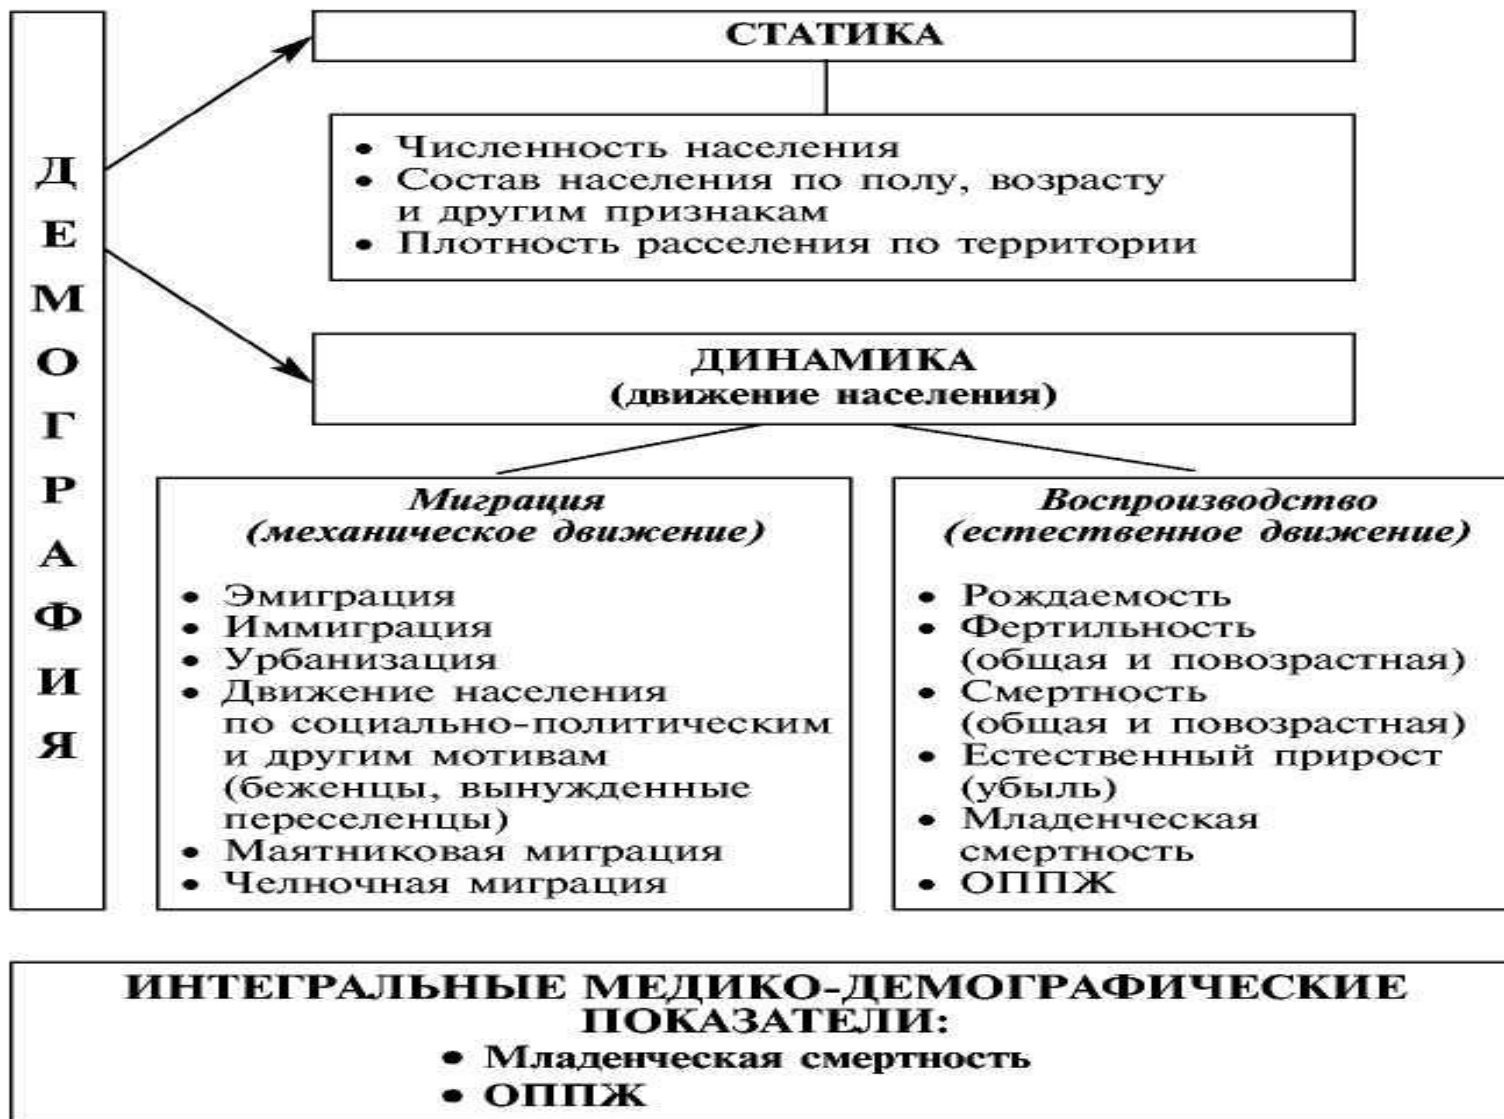 ДЕМОГРАФИЯ
СТАТИКА
• Численность населения
• Состав населения по полу, возрасту
и другим признакам
• Плотность расселения по территории
ДИНАМИКА
(движение населения)
Миграция
(механическое движение)
• Эмиграция
• Иммиграция
• Урбанизация
• Движение населения
по социально-политическим
и другим мотивам
(беженцы, вынужденные
переселенцы)
• Маятниковая миграция
• Челночная миграция
Воспроизводство
(естественное движение)
• Рождаемость
• Фертильность
(общая и повозрастная)
• Смертность
(общая и повозрастная)
• Естественный прирост
(убыль)
• Младенческая
смертность
• ОППЖ
ИНТЕГРАЛЬНЫЕ МЕДИКО-ДЕМОГРАФИЧЕСКИЕ
ПОКАЗАТЕЛИ:
• Младенческая смертность
• ОППЖ